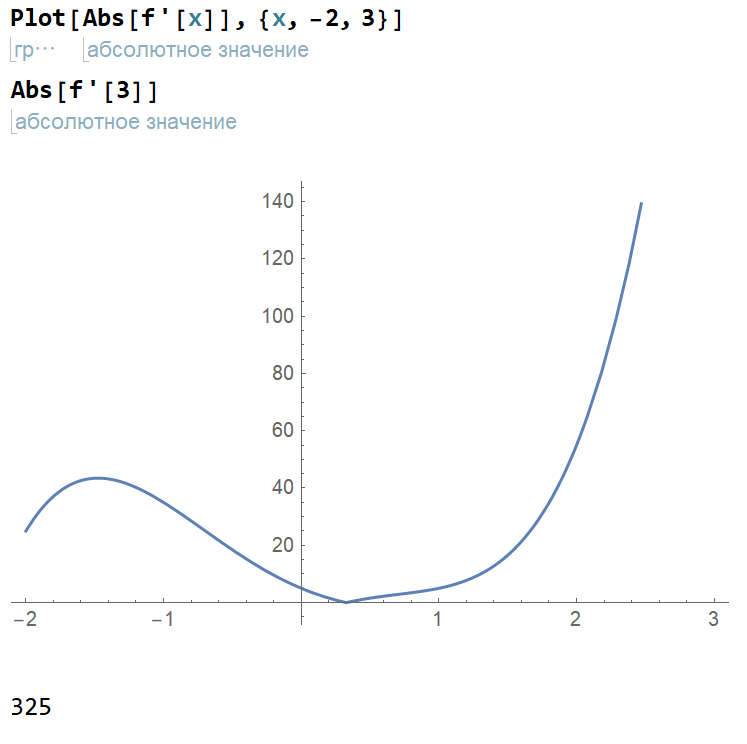 Plot[Abs[f'[x]], {x, -2, 3}]
гр··· абсолютное значение
Abs[f'[3]]
абсолютное значение
140
120
100
80
60
40
20
-2 -1 1 2 3
325